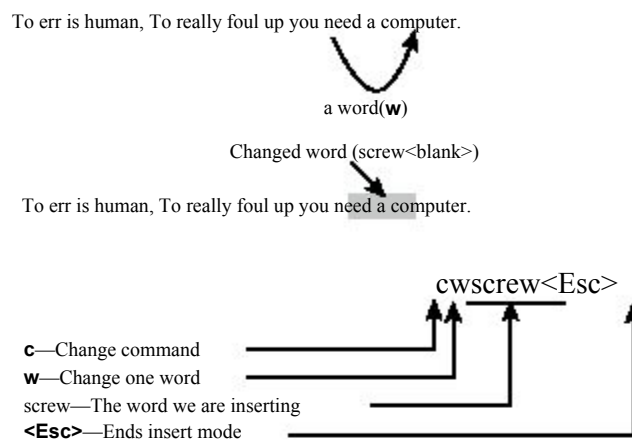 To err is human, To really foul up you need a computer.
a word(w)
Changed word (screw<blank>)
To err is human, To really foul up you need a computer.
cwscrew<Esc>
c—Change command
w—Change one word
screw—The word we are inserting
<Esc>—Ends insert mode